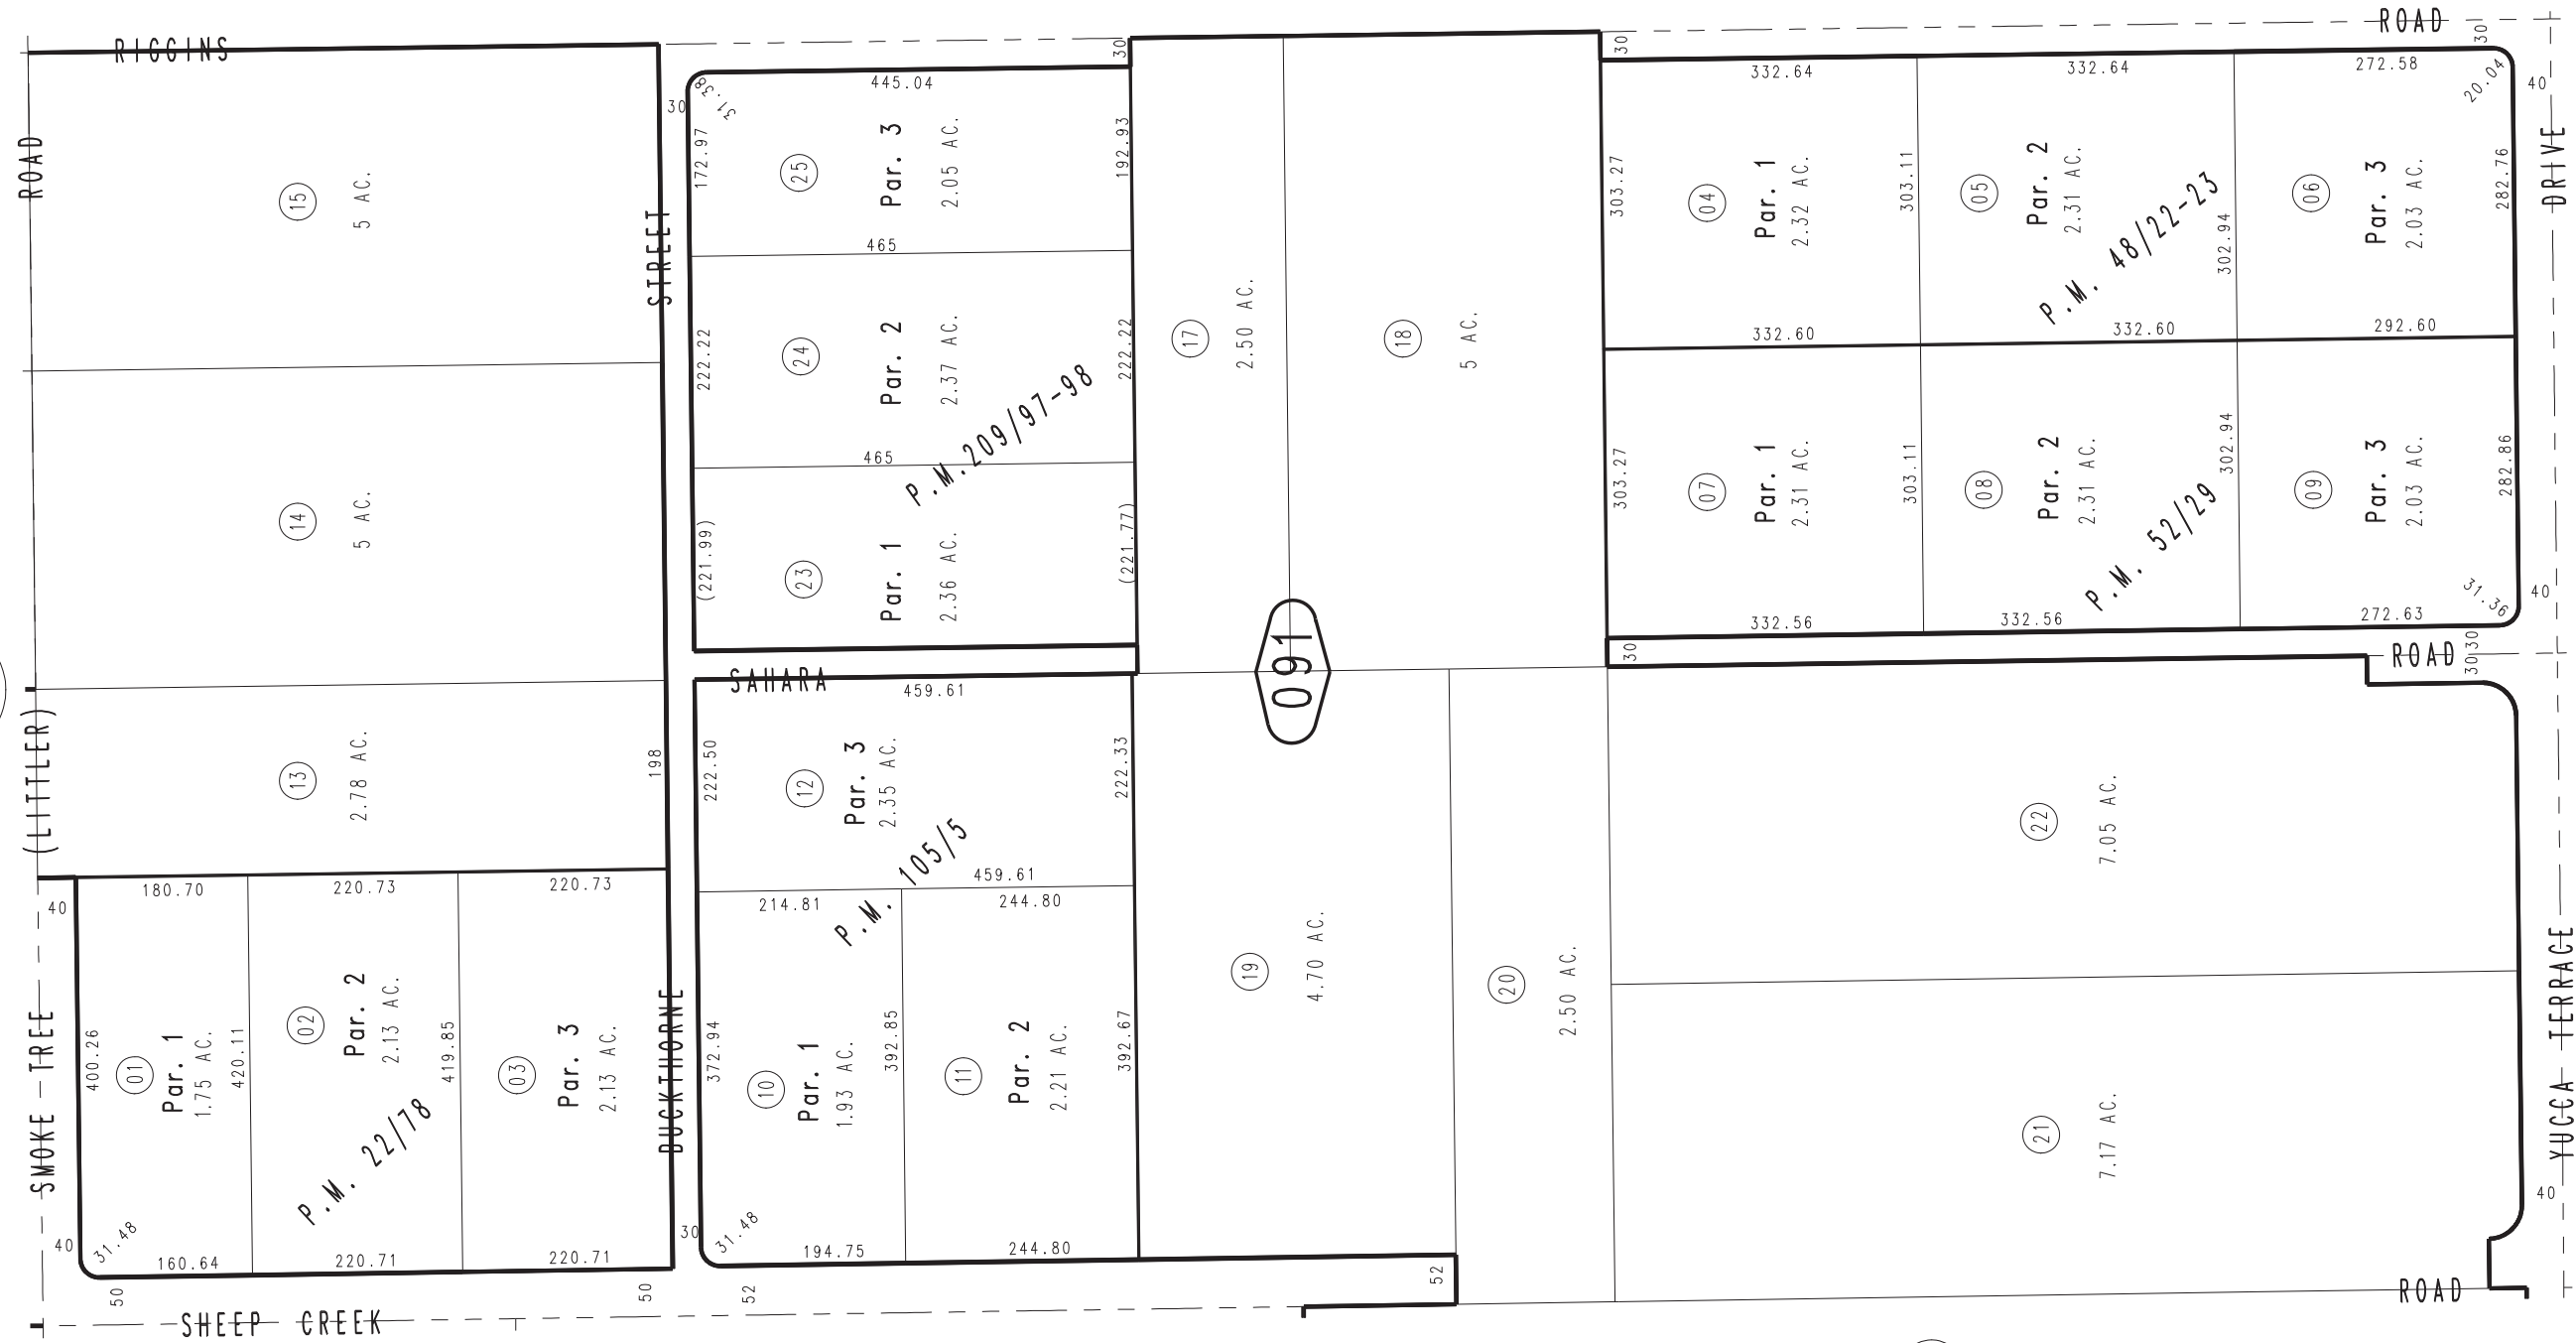 RIGGINS
ROAD
ROAD
15
5 AC.
14
5 AC.
13
2.78 AC.
198
(LITTLER)
SMOKE TREE
40
40
180.70
220.73
220.73
400.26
01
Par. 1
1.75 AC.
420.11
02
Par. 2
2.13 AC.
419.85
03
Par. 3
2.13 AC.
P.M. 22/78
31.48
160.64
220.71
220.71
50
50
SHEEP CREEK
ROAD
STREET
30
31.38
445.04
30
172.97
25
Par. 3
2.05 AC.
192.93
465
222.22
24
Par. 2
2.37 AC.
222.22
465
P.M. 209/97-98
(221.99)
23
Par. 1
2.36 AC.
(221.77)
SAHARA
459.61
222.50
12
Par. 3
2.35 AC.
222.33
459.61
P.M. 105/5
214.81
244.80
372.94
10
Par. 1
1.93 AC.
392.85
11
Par. 2
2.21 AC.
392.67
31.48
194.75
244.80
30
52
52
17
2.50 AC.
18
5 AC.
091
19
4.70 AC.
20
2.50 AC.
30
332.64
332.64
272.58
30
20.04
40
303.27
04
Par. 1
2.32 AC.
303.11
05
Par. 2
2.31 AC.
302.94
06
Par. 3
2.03 AC.
282.76
P.M. 48/22-23
332.60
332.60
292.60
303.27
07
Par. 1
2.31 AC.
303.11
08
Par. 2
2.31 AC.
302.94
09
Par. 3
2.03 AC.
282.86
P.M. 52/29
332.56
332.56
272.63
31.36
40
30
30
30
ROAD
22
7.05 AC.
21
7.17 AC.
40
YUCCA TERRACE
DRIVE
ROAD